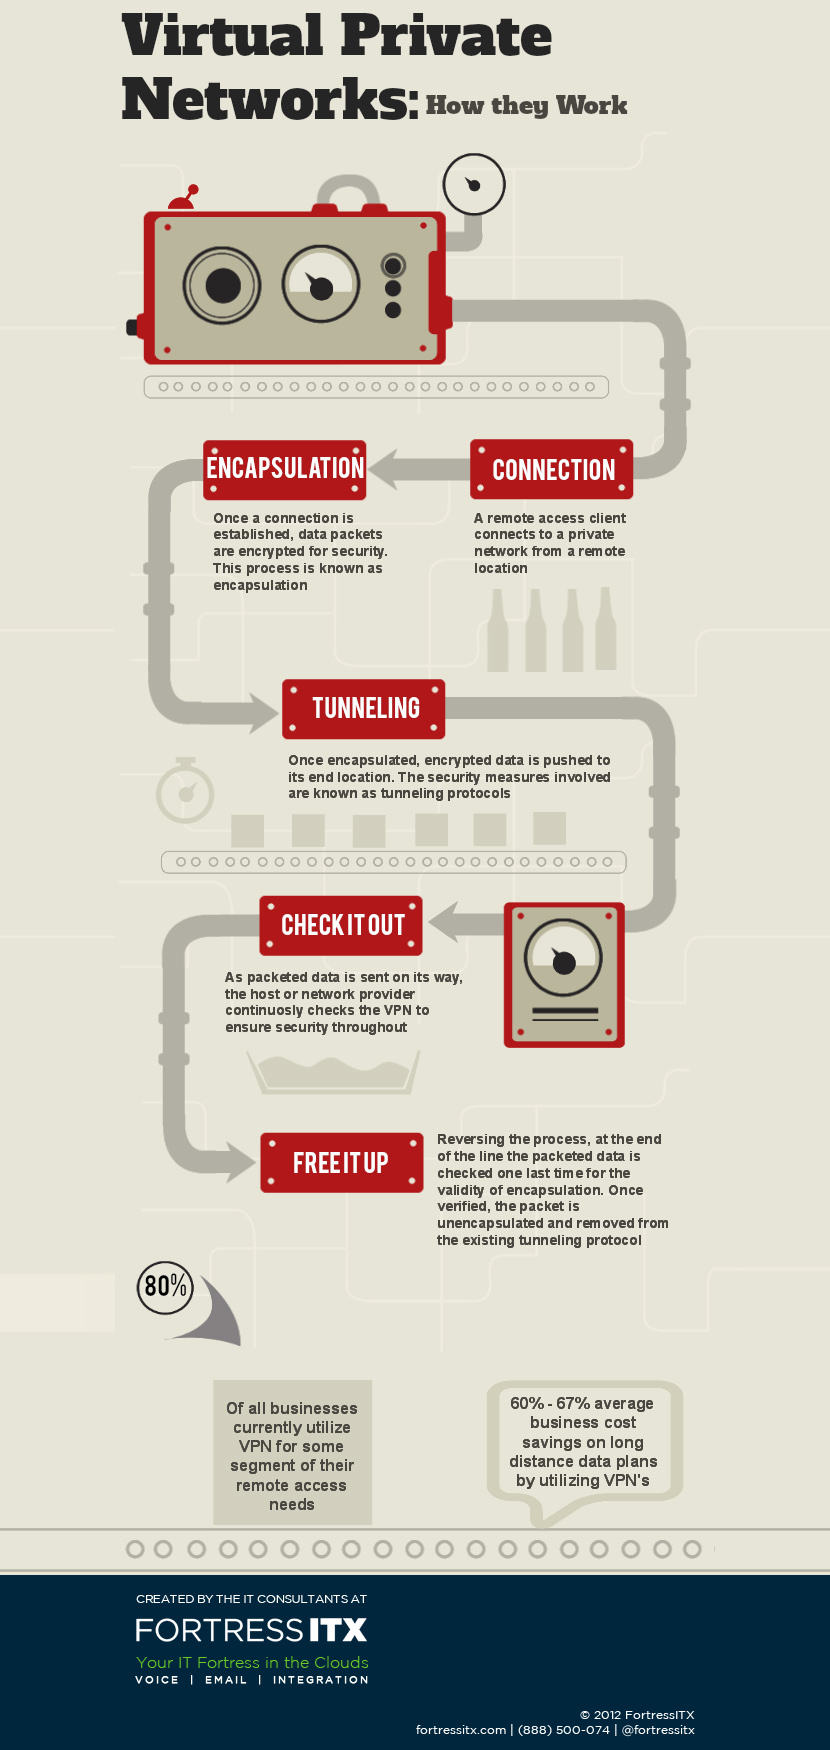 Virtual Private
Networks: How they Work
ENCAPSULATION
CONNECTION
Once a connection is
established, data packets
are encrypted for security.
This process is known as
encapsulation
A remote access client
connects to a private
network from a remote
location
TUNNELING
Once encapsulated, encrypted data is pushed to
its end location. The security measures involved
are known as tunneling protocols
CHECK IT OUT
As packeted data is sent on its way,
the host or network provider
continuosly checks the VPN to
ensure security throughout
FREE IT UP
Reversing the process, at the end
of the line the packeted data is
checked one last time for the
validity of encapsulation. Once
verified, the packet is
unencapsulated and removed from
the existing tunneling protocol
80%
Of all businesses
currently utilize
VPN for some
segment of their
remote access
needs
60% - 67% average
business cost
savings on long
distance data plans
by utilizing VPN's
CREATED BY THE IT CONSULTANTS AT
FORTRESS ITX
Your IT Fortress in the Clouds
VOICE | EMAIL | INTEGRATION
© 2012 FortressITX
fortressitx.com | (888) 500-074 | @fortressitx